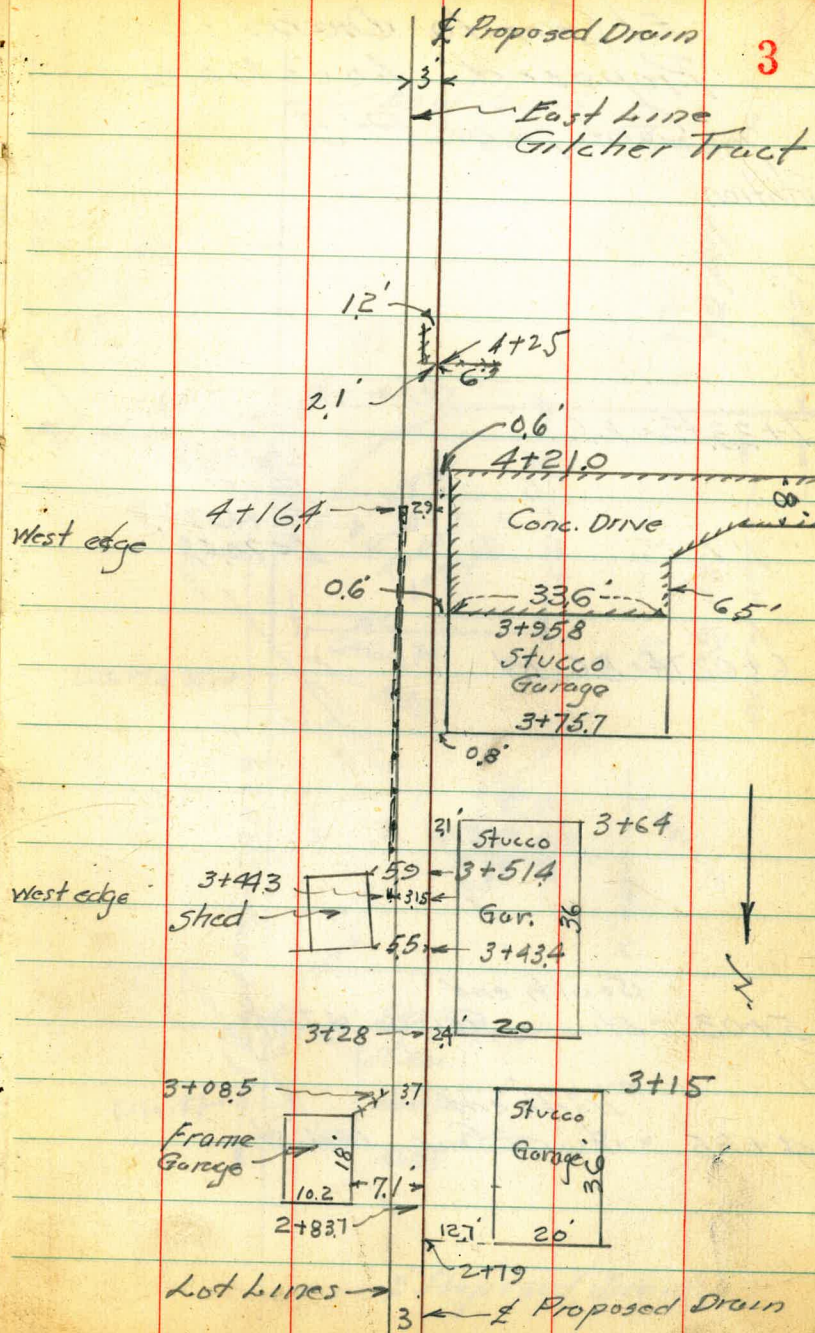 ℄ Proposed Drain
3
3'
East Line
Gilcher Tract
1.2'
4+25
6.3
2.1'
0.6'
4+21.0
4+16.4
2.9
8'
Conc. Drive
West edge
0.6'
33.6'
6.5'
3+95.8
Stucco
Garage
3+75.7
0.8'
2.1'
Stucco
3+64
5.9
3+51.4
3+44.3
3.15
West edge
Shed
Gar.
36
5.5
3+43.4
N
3+28
2.4'
20
3+08.5
3.7
3+15
Stucco
Frame
Garage
18'
Garage
36
10.2
7.1'
2+83.7
12.7'
20'
2+79
Lot Lines
3'
℄ Proposed Drain